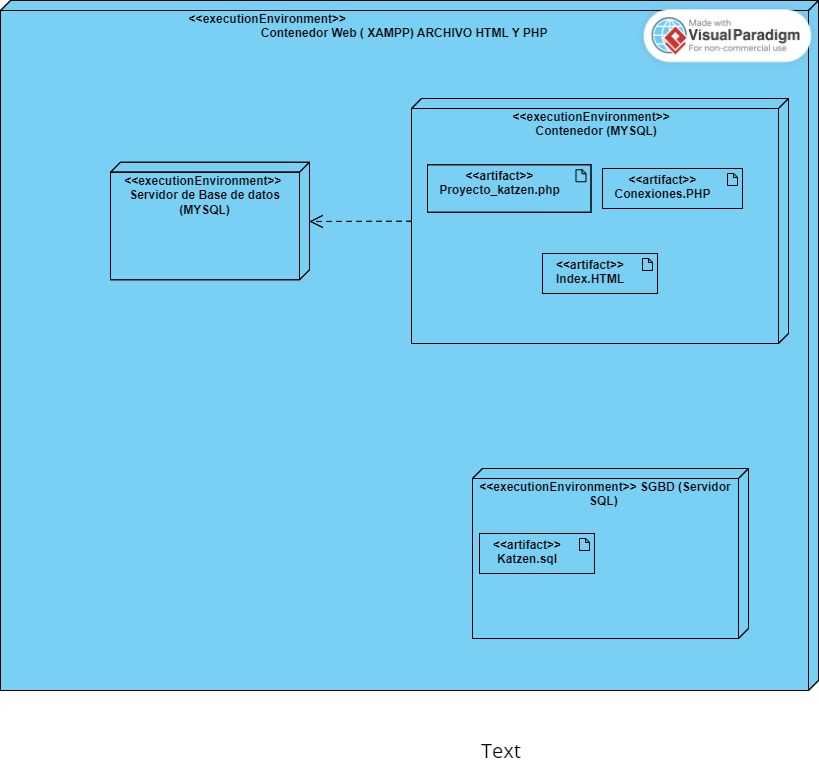 <<executionEnvironment>>
Contenedor Web ( XAMPP) ARCHIVO HTML Y PHP
Made with
VisualParadigm
For non-commercial use
<<executionEnvironment>>
Contenedor (MYSQL)
<<artifact>>
Proyecto_katzen.php
<<artifact>>
Conexiones.PHP
<<executionEnvironment>>
Servidor de Base de datos
(MYSQL)
<<artifact>>
Index.HTML
<<executionEnvironment>> SGBD (Servidor
SQL)
<<artifact>>
Katzen.sql
Text